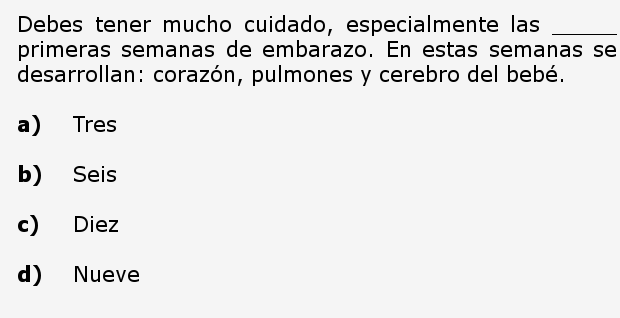 Debes tener mucho cuidado, especialmente las ______
primeras semanas de embarazo. En estas semanas se
desarrollan: corazón, pulmones y cerebro del bebé.
a) Tres
b) Seis
c) Diez
d) Nueve